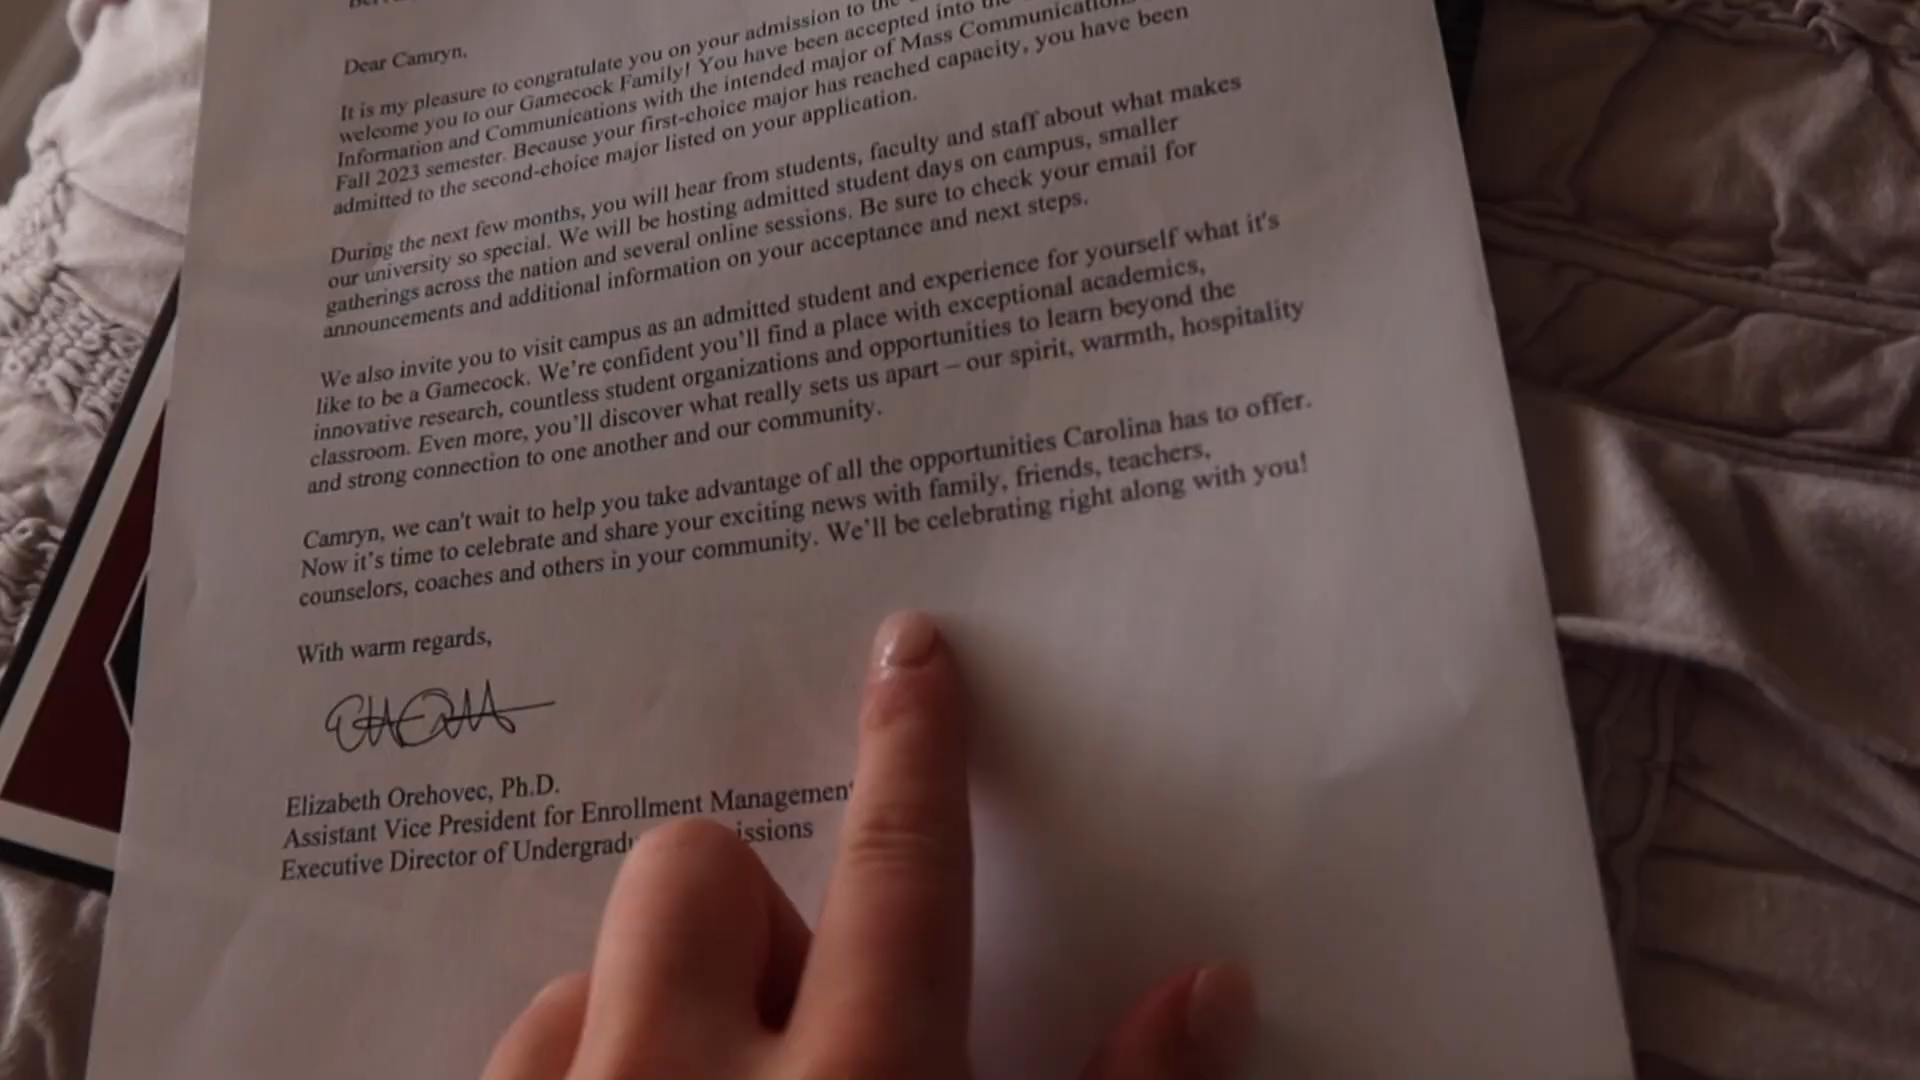 Dear Camryn,
It is my pleasure to congratulate you on your admission to the
welcome you to our Gamecock Family! You have been accepted into the
Information and Communications with the intended major of Mass Communications
Fall 2023 semester. Because your first-choice major has reached capacity, you have been
admitted to the second-choice major listed on your application.
During the next few months, you will hear from students, faculty and staff about what makes
our university so special. We will be hosting admitted student days on campus, smaller
gatherings across the nation and several online sessions. Be sure to check your email for
announcements and additional information on your acceptance and next steps.
We also invite you to visit campus as an admitted student and experience for yourself what it's
like to be a Gamecock. We’re confident you’ll find a place with exceptional academics,
innovative research, countless student organizations and opportunities to learn beyond the
classroom. Even more, you’ll discover what really sets us apart – our spirit, warmth, hospitality
and strong connection to one another and our community.
Camryn, we can't wait to help you take advantage of all the opportunities Carolina has to offer.
Now it’s time to celebrate and share your exciting news with family, friends, teachers,
counselors, coaches and others in your community. We’ll be celebrating right along with you!
With warm regards,
Elizabeth Orehovec, Ph.D.
Assistant Vice President for Enrollment Management
Executive Director of Undergradu issions